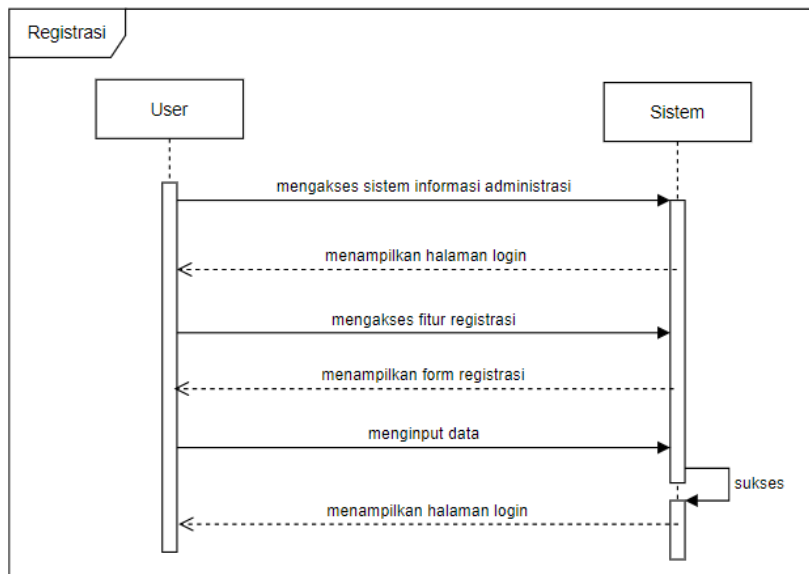 Registrasi
User
Sistem
mengakses sistem informasi administrasi
menampilkan halaman login
mengakses fitur registrasi
menampilkan form registrasi
menginput data
sukses
menampilkan halaman login